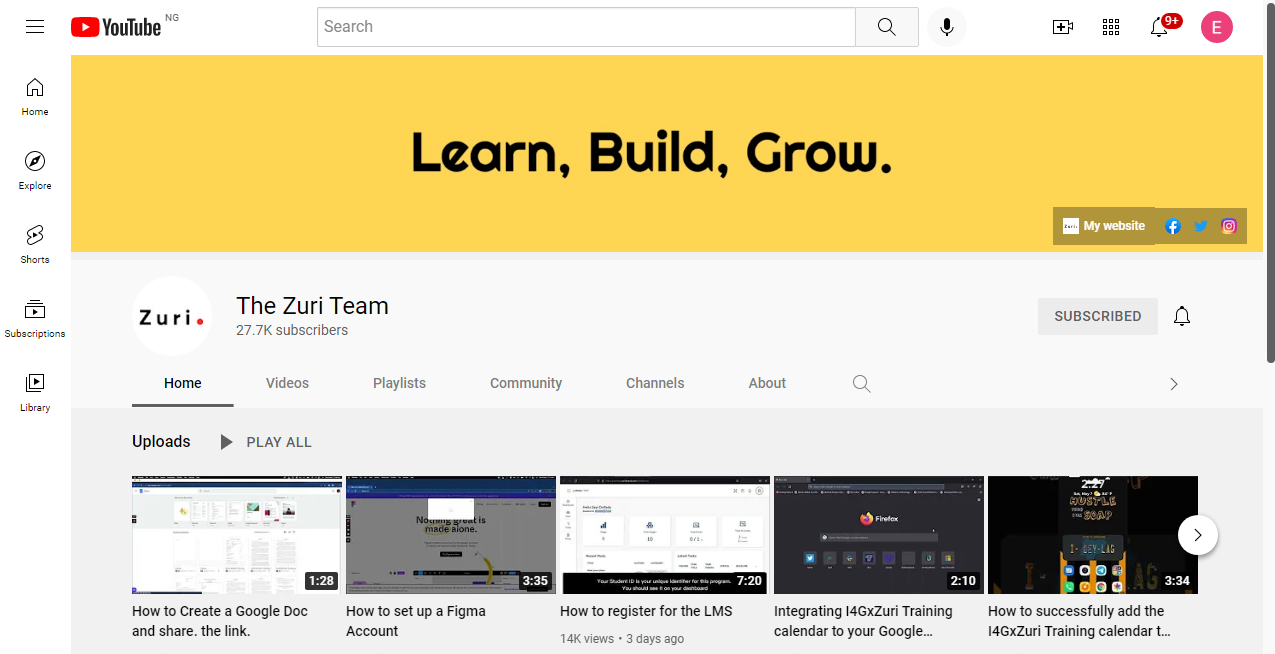 YouTube NG
Search
9+
E
Home
Explore
Shorts
Subscriptions
Library
Learn, Build, Grow.
Zuri. My website
Zuri.
The Zuri Team
27.7K subscribers
SUBSCRIBED
Home Videos Playlists Community Channels About
Uploads PLAY ALL
Nothing great is
made alone.
Firefox
2:27
HUSTLE
SOAP
I - DEV-LAG
Your Student ID is your unique identifier for this program.
You should see it on your dashboard
1:28 3:35 7:20 2:10 3:34
How to Create a Google Doc
and share. the link.
How to set up a Figma
Account
How to register for the LMS
14K views • 3 days ago
Integrating I4GxZuri Training
calendar to your Google...
How to successfully add the
I4GxZuri Training calendar t...